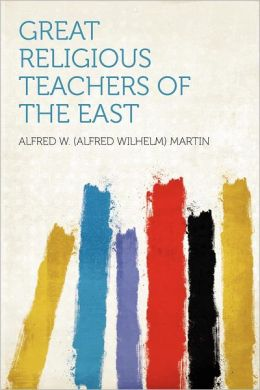 GREAT
RELIGIOUS
TEACHERS OF
THE EAST
ALFRED W. (ALFRED WILHELM) MARTIN